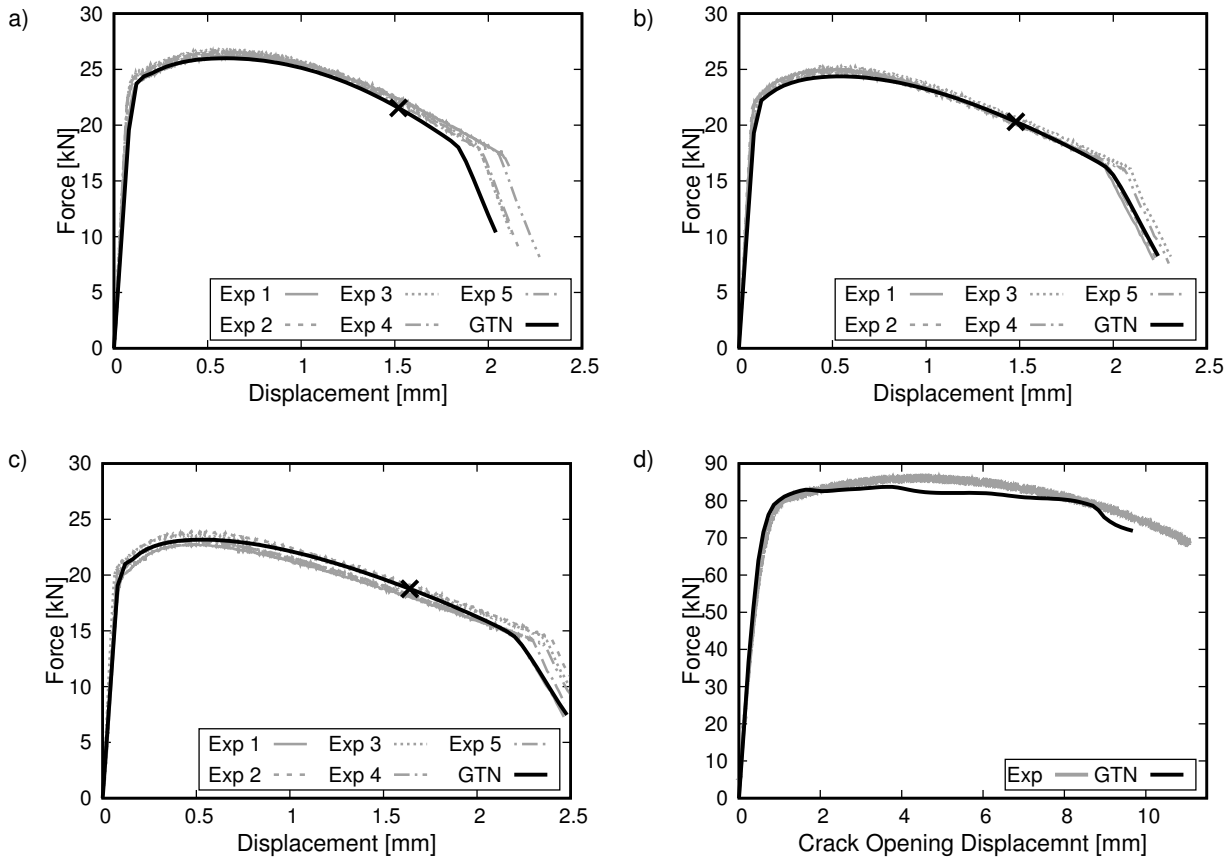 a)
30
25
20
15
10
5
0
Force [kN]
Exp 1 Exp 3 Exp 5
Exp 2 Exp 4 GTN
0 0.5 1 1.5 2 2.5
Displacement [mm]
b)
30
25
20
15
10
5
0
Force [kN]
Exp 1 Exp 3 Exp 5
Exp 2 Exp 4 GTN
0 0.5 1 1.5 2 2.5
Displacement [mm]
c)
30
25
20
15
10
5
0
Force [kN]
Exp 1 Exp 3 Exp 5
Exp 2 Exp 4 GTN
0 0.5 1 1.5 2 2.5
Displacement [mm]
d)
90
80
70
60
50
40
30
20
10
0
Force [kN]
Exp GTN
0 2 4 6 8 10
Crack Opening Displacemnt [mm]